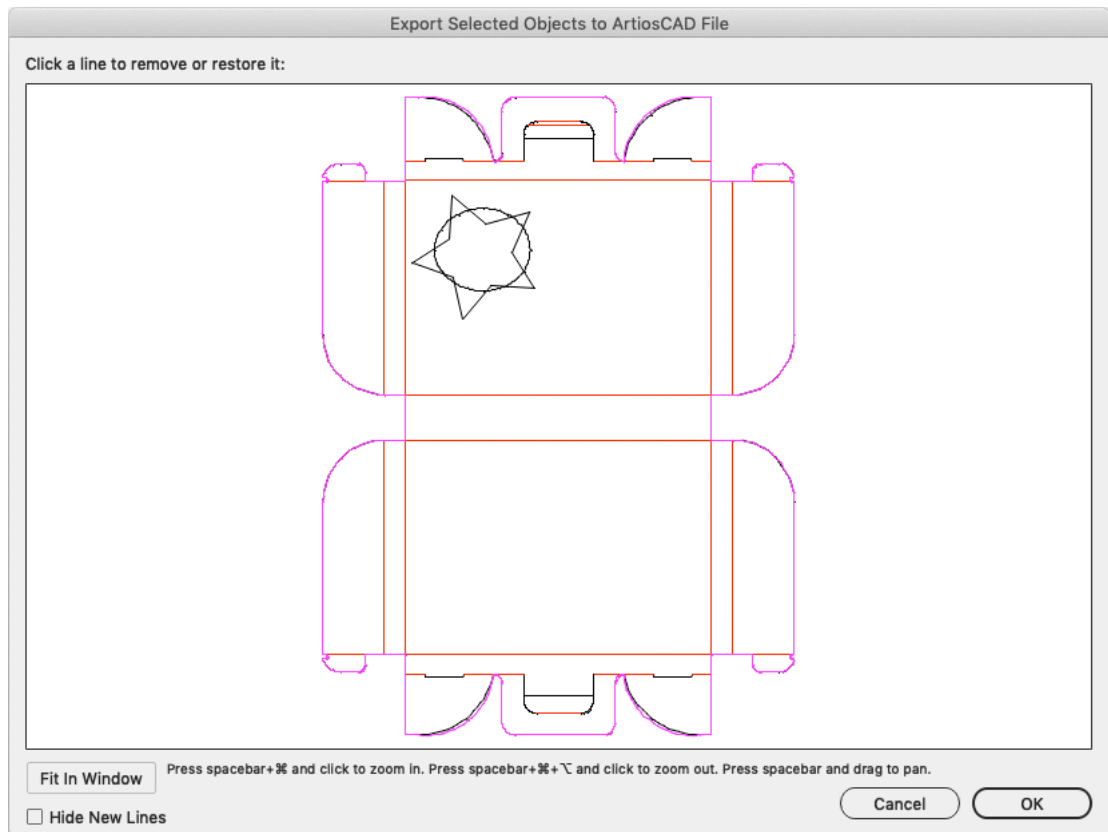 Export Selected Objects to ArtiosCAD File
Click a line to remove or restore it:
Fit In Window
Press spacebar+⌘ and click to zoom in. Press spacebar+⌘+⌥ and click to zoom out. Press spacebar and drag to pan.
Hide New Lines
Cancel
OK